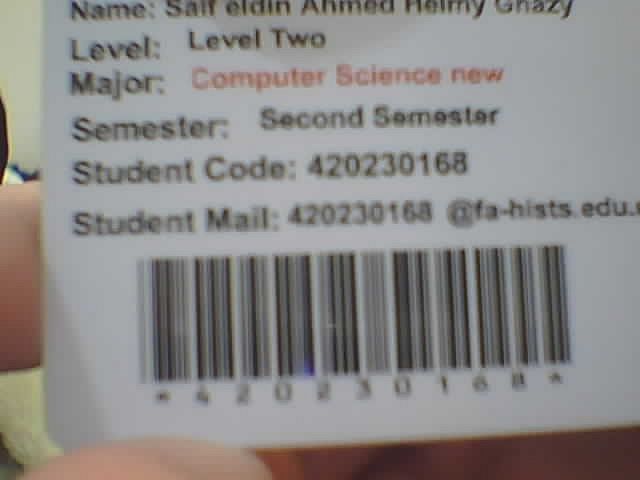 Name: Saif eldin Ahmed Helmy Ghazy
Level: Level Two
Major: Computer Science new
Semester: Second Semester
Student Code: 420230168
Student Mail: 420230168 @fa-hists.edu.
*420230168*